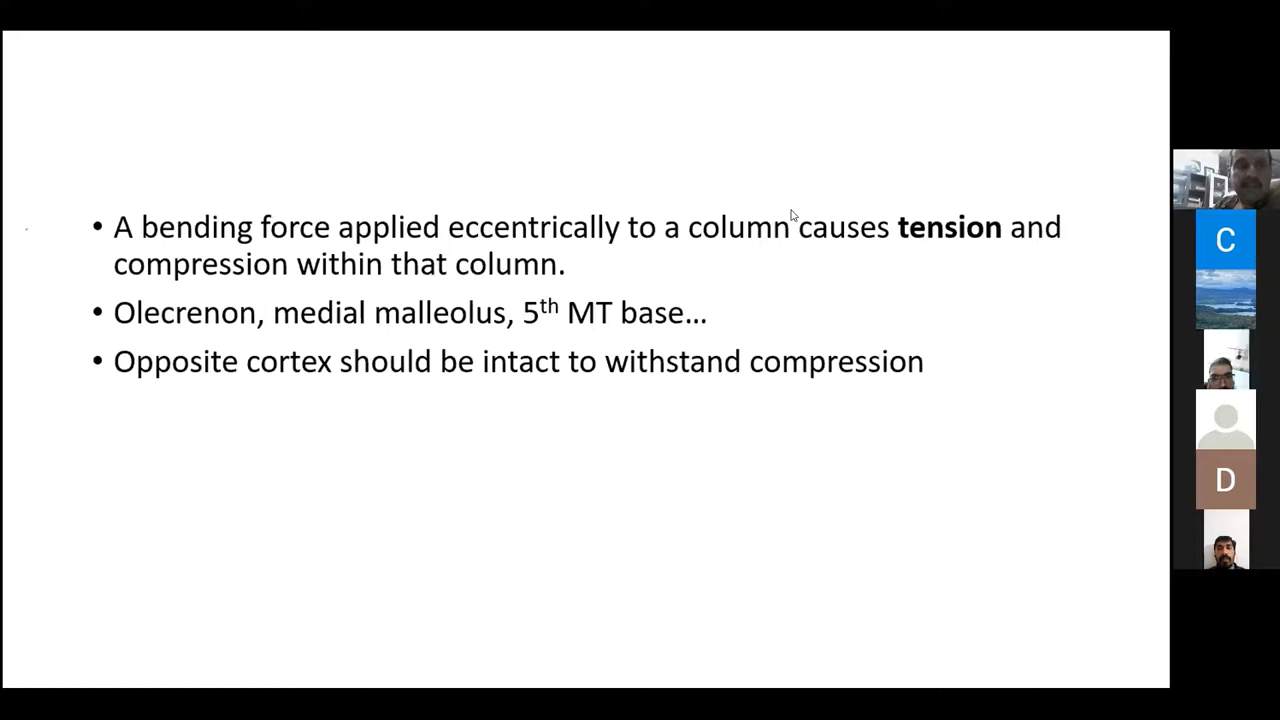 • A bending force applied eccentrically to a column causes tension and
compression within that column.
• Olecrenon, medial malleolus, 5th MT base...
• Opposite cortex should be intact to withstand compression
C
D